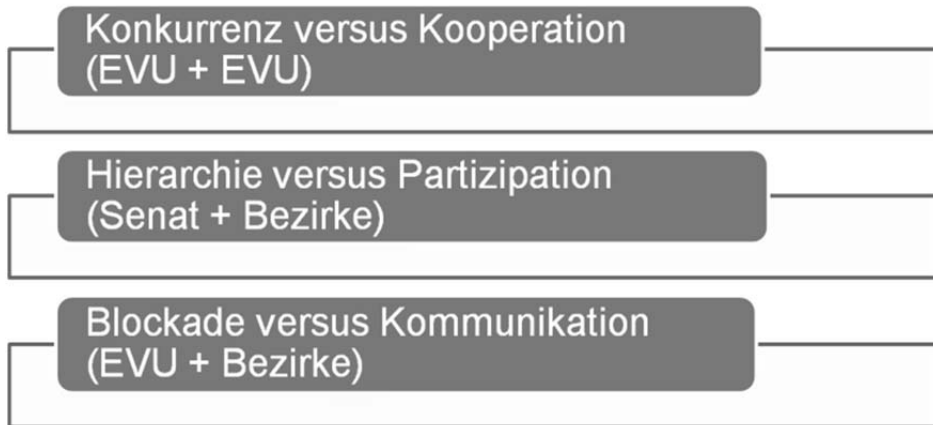 Konkurrenz versus Kooperation
(EVU + EVU)
Hierarchie versus Partizipation
(Senat + Bezirke)
Blockade versus Kommunikation
(EVU + Bezirke)